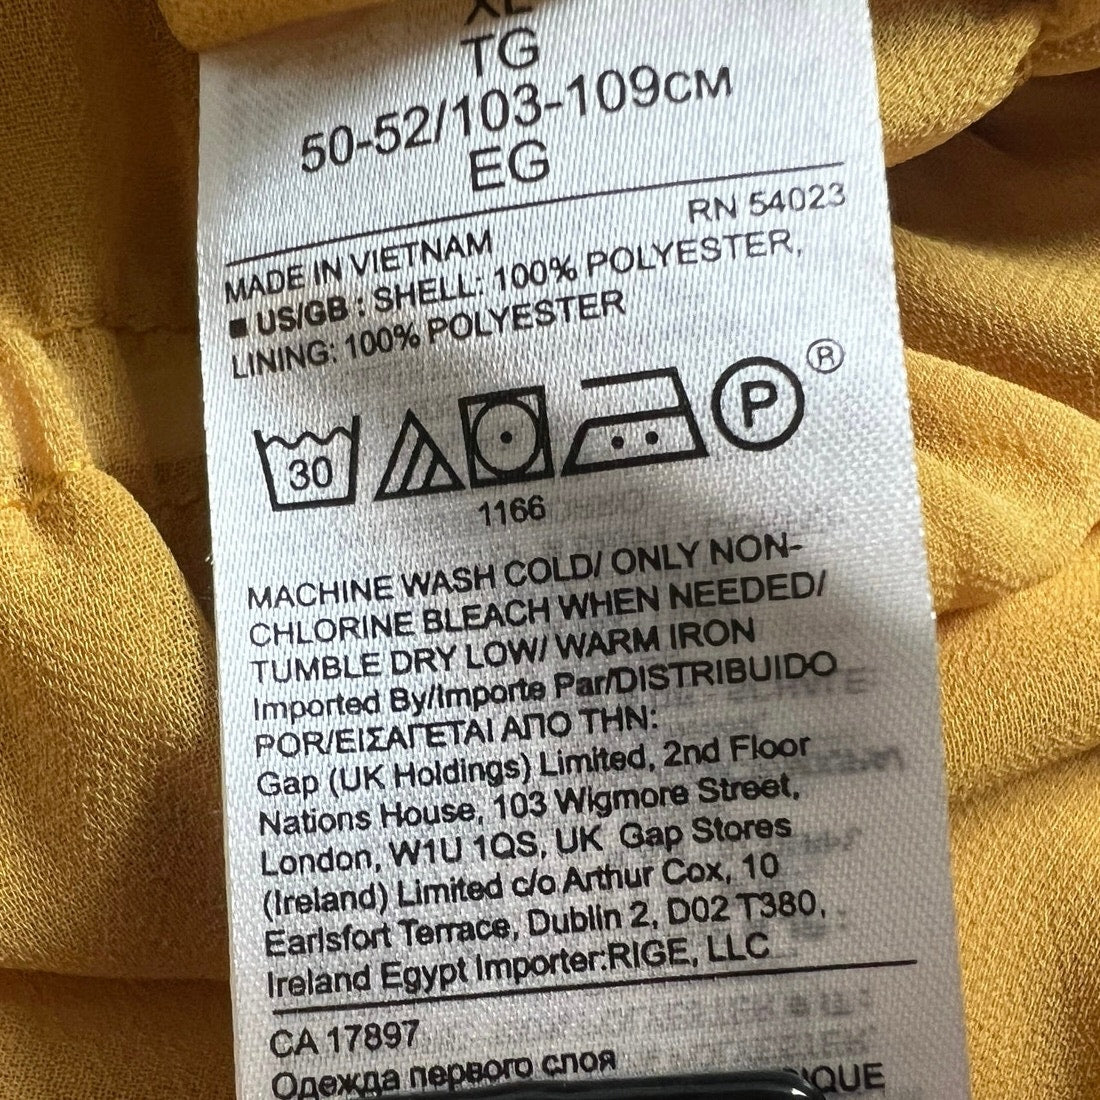 XL
TG
50-52/103-109CM
EG
RN 54023
MADE IN VIETNAM
■ US/GB : SHELL: 100% POLYESTER,
LINING: 100% POLYESTER
30
P
®
1166
MACHINE WASH COLD/ ONLY NON-
CHLORINE BLEACH WHEN NEEDED/
TUMBLE DRY LOW/ WARM IRON
Imported By/Importe Par/DISTRIBUIDO
POR/ΕΙΣΑΓΕΤΑΙ ΑΠΟ ΤΗΝ:
Gap (UK Holdings) Limited, 2nd Floor
Nations House, 103 Wigmore Street,
London, W1U 1QS, UK Gap Stores
(Ireland) Limited c/o Arthur Cox, 10
Earlsfort Terrace, Dublin 2, D02 T380,
Ireland Egypt Importer:RIGE, LLC
CA 17897
Одежда первого слоя